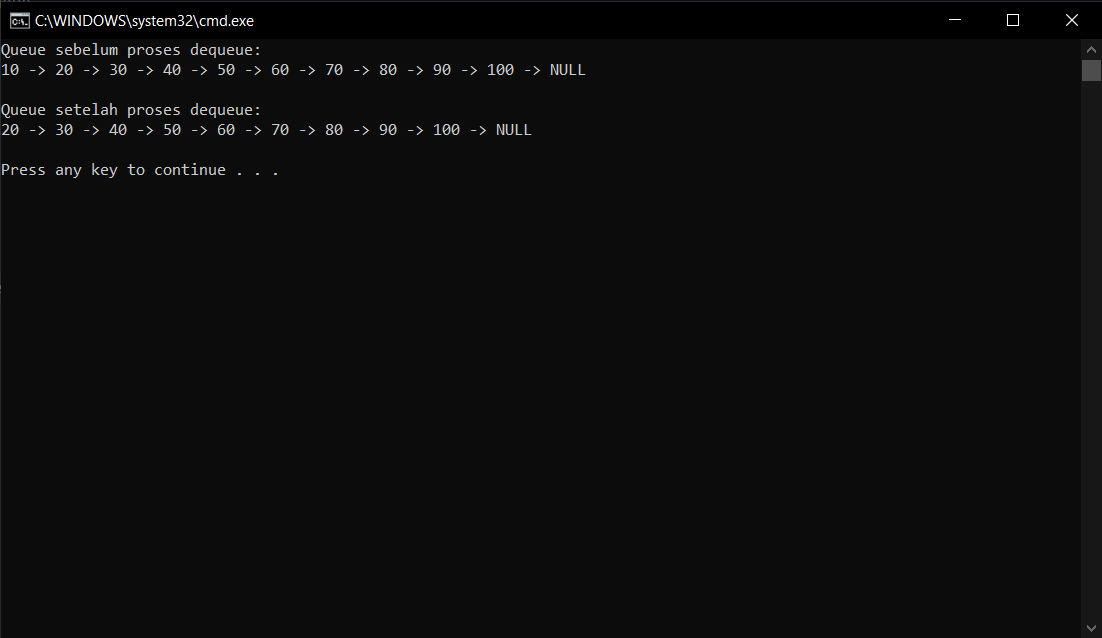 C:\WINDOWS\system32\cmd.exe
Queue sebelum proses dequeue:
10 -> 20 -> 30 -> 40 -> 50 -> 60 -> 70 -> 80 -> 90 -> 100 -> NULL
Queue setelah proses dequeue:
20 -> 30 -> 40 -> 50 -> 60 -> 70 -> 80 -> 90 -> 100 -> NULL
Press any key to continue . . .